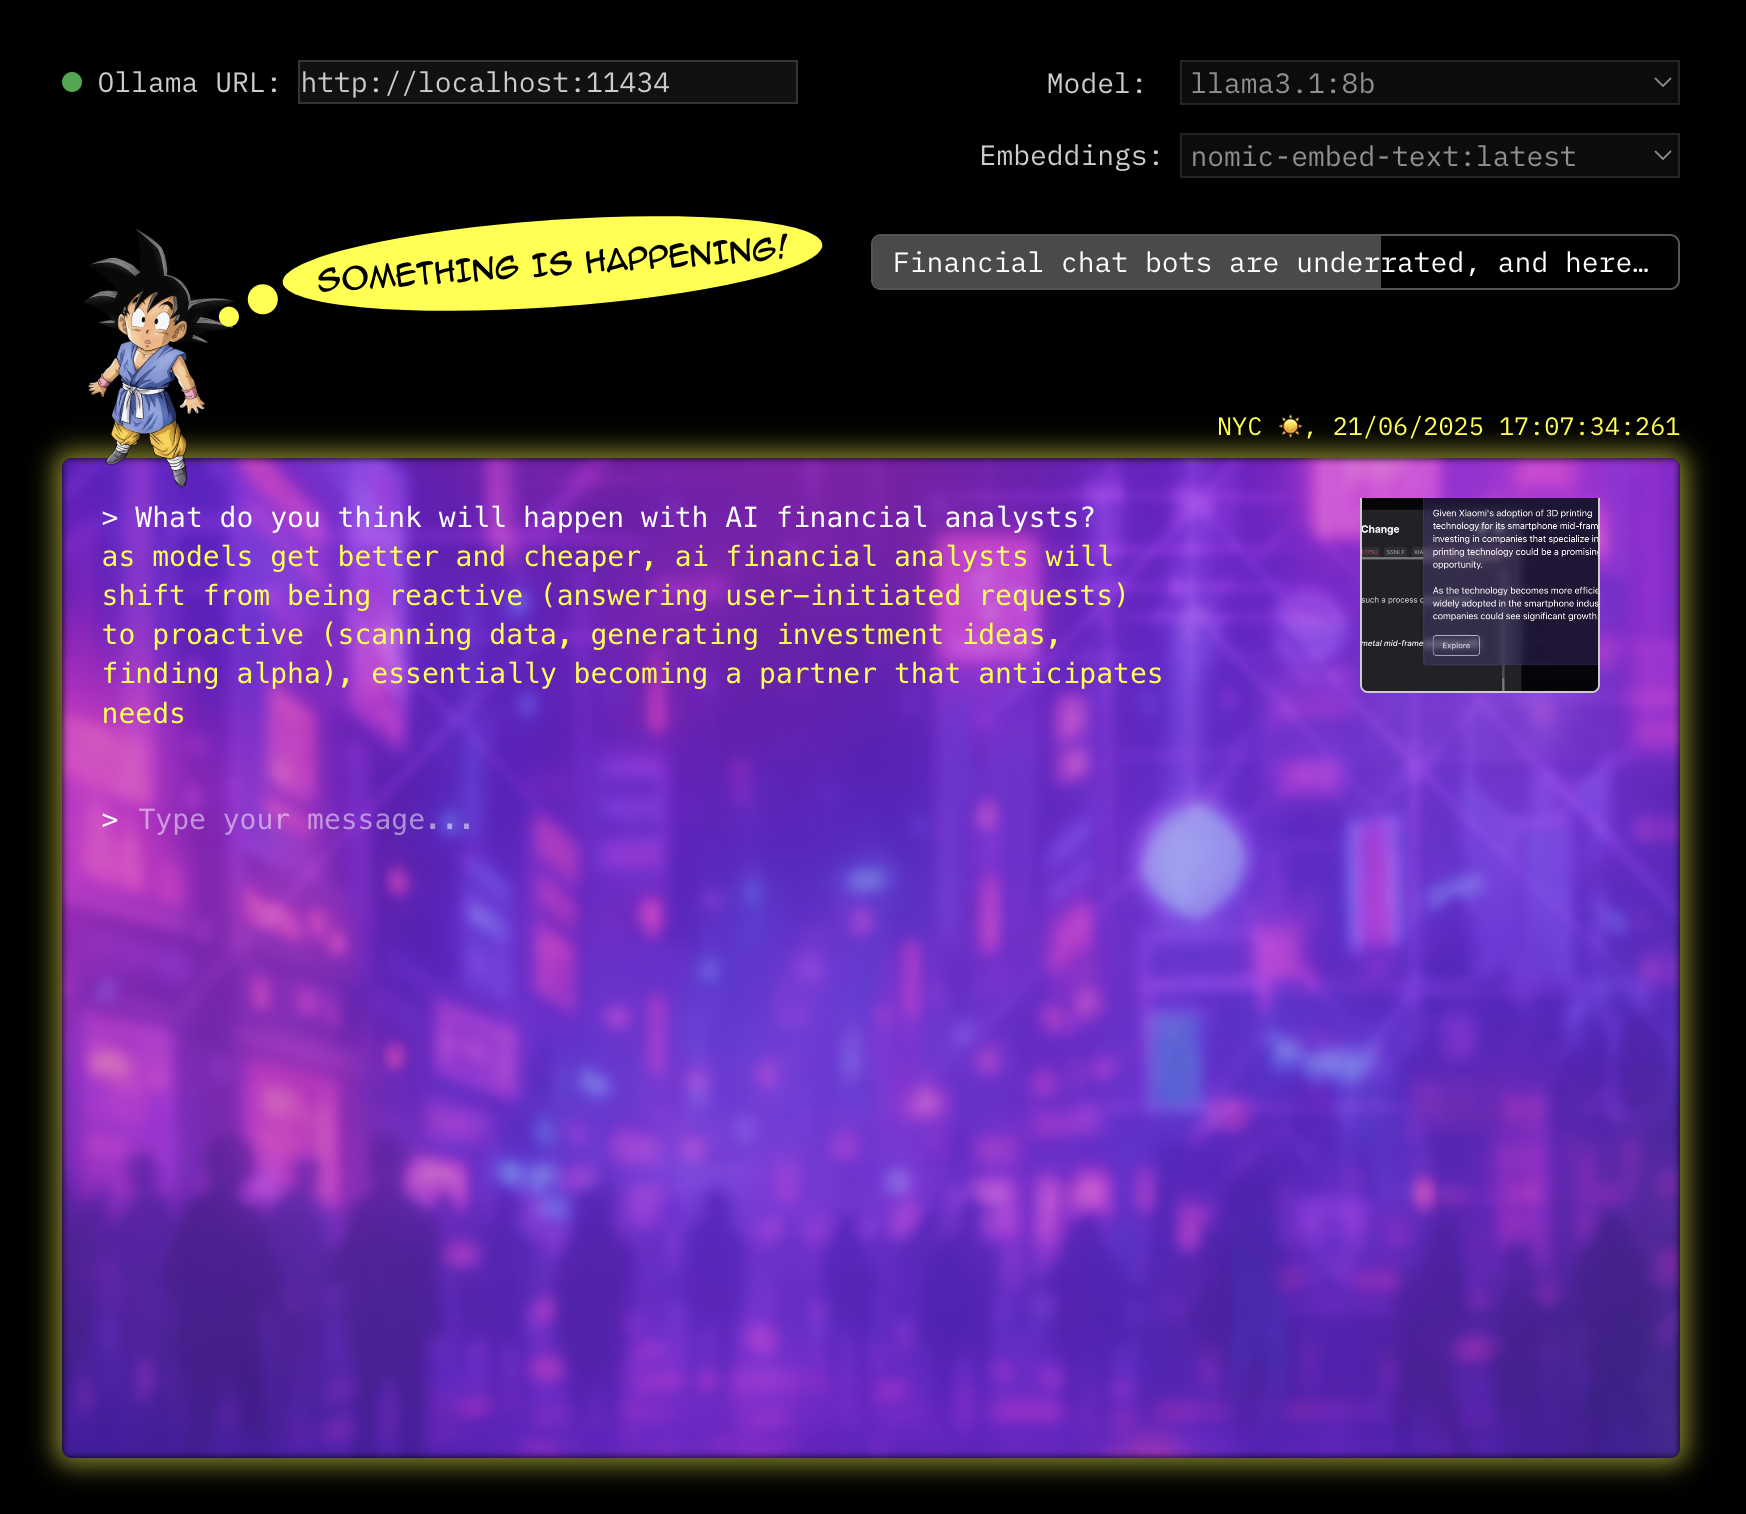 Ollama URL: http://localhost:11434
Model: llama3.1:8b
Embeddings: nomic-embed-text:latest
SOMETHING IS HAPPENING!
Financial chat bots are underrated, and here…
NYC ☀️, 21/06/2025 17:07:34:261
> What do you think will happen with AI financial analysts?
as models get better and cheaper, ai financial analysts will
shift from being reactive (answering user-initiated requests)
to proactive (scanning data, generating investment ideas,
finding alpha), essentially becoming a partner that anticipates
needs
Change
SSNLF
such a process
metal mid-frame
Given Xiaomi's adoption of 3D printing
technology for its smartphone mid-fram
investing in companies that specialize in
printing technology could be a promising
opportunity.
As the technology becomes more efficie
widely adopted in the smartphone indus
companies could see significant growth
Explore
> Type your message...